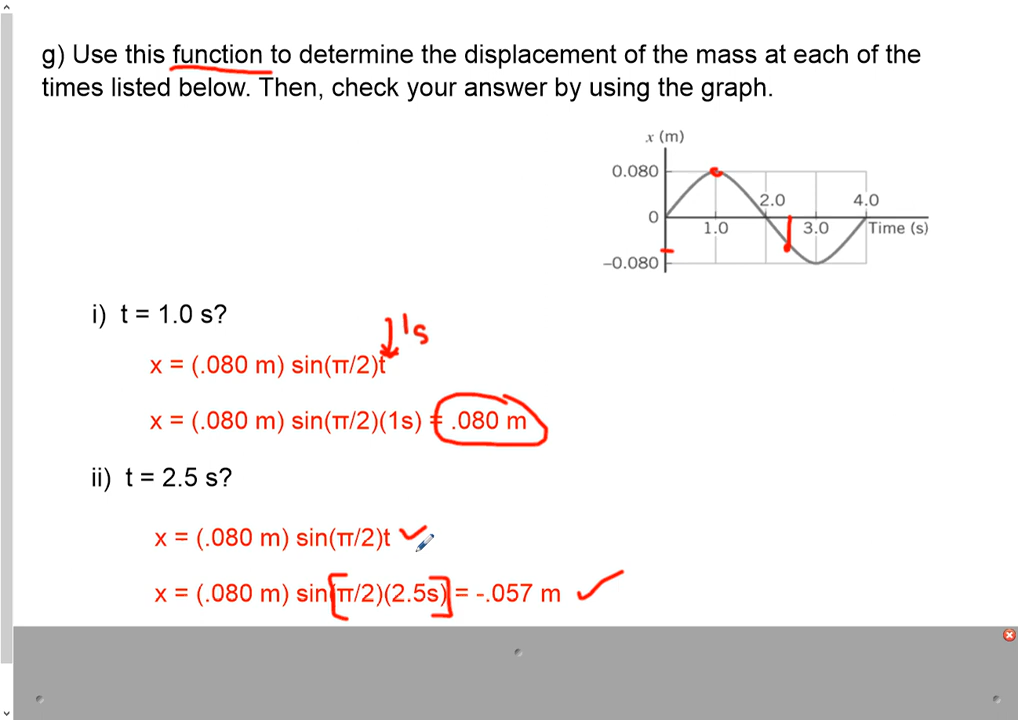 g) Use this function to determine the displacement of the mass at each of the
times listed below. Then, check your answer by using the graph.
x (m)
0.080
0
-0.080
2.0
4.0
1.0
3.0
Time (s)
i) t = 1.0 s?
1s
x = (.080 m) sin(π/2)t
x = (.080 m) sin(π/2)(1s) = .080 m
ii) t = 2.5 s?
x = (.080 m) sin(π/2)t
x = (.080 m) sin[(π/2)(2.5s)] = -.057 m